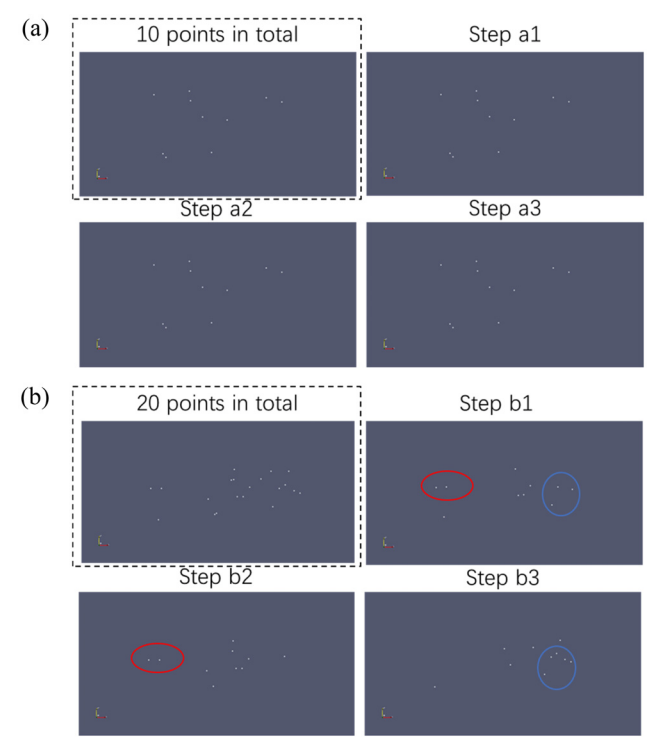 (a)
10 points in total
Step a1
Step a2
Step a3
(b)
20 points in total
Step b1
Step b2
Step b3